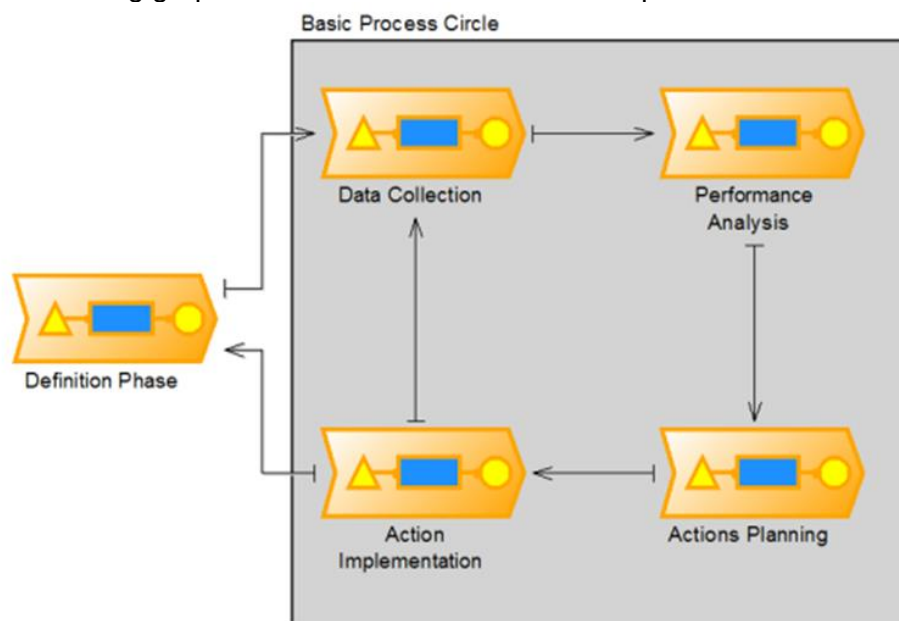 Basic Process Circle
Data Collection
Performance
Analysis
Definition Phase
Action
Implementation
Actions Planning